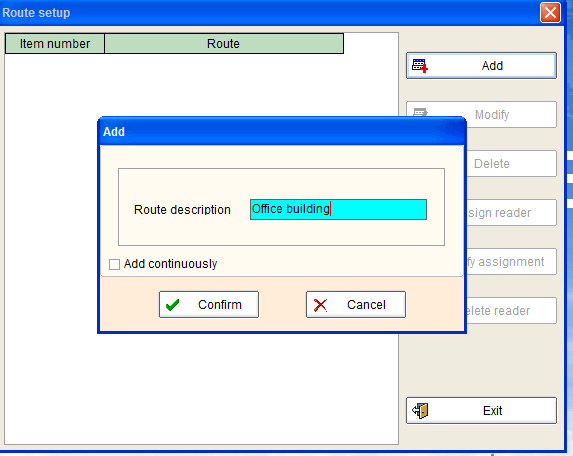 Route setup
Item number Route
Add
Modify
Delete
sign reader
fy assignment
elete reader
Exit
Add
Route description Office building
Add continuously
Confirm Cancel